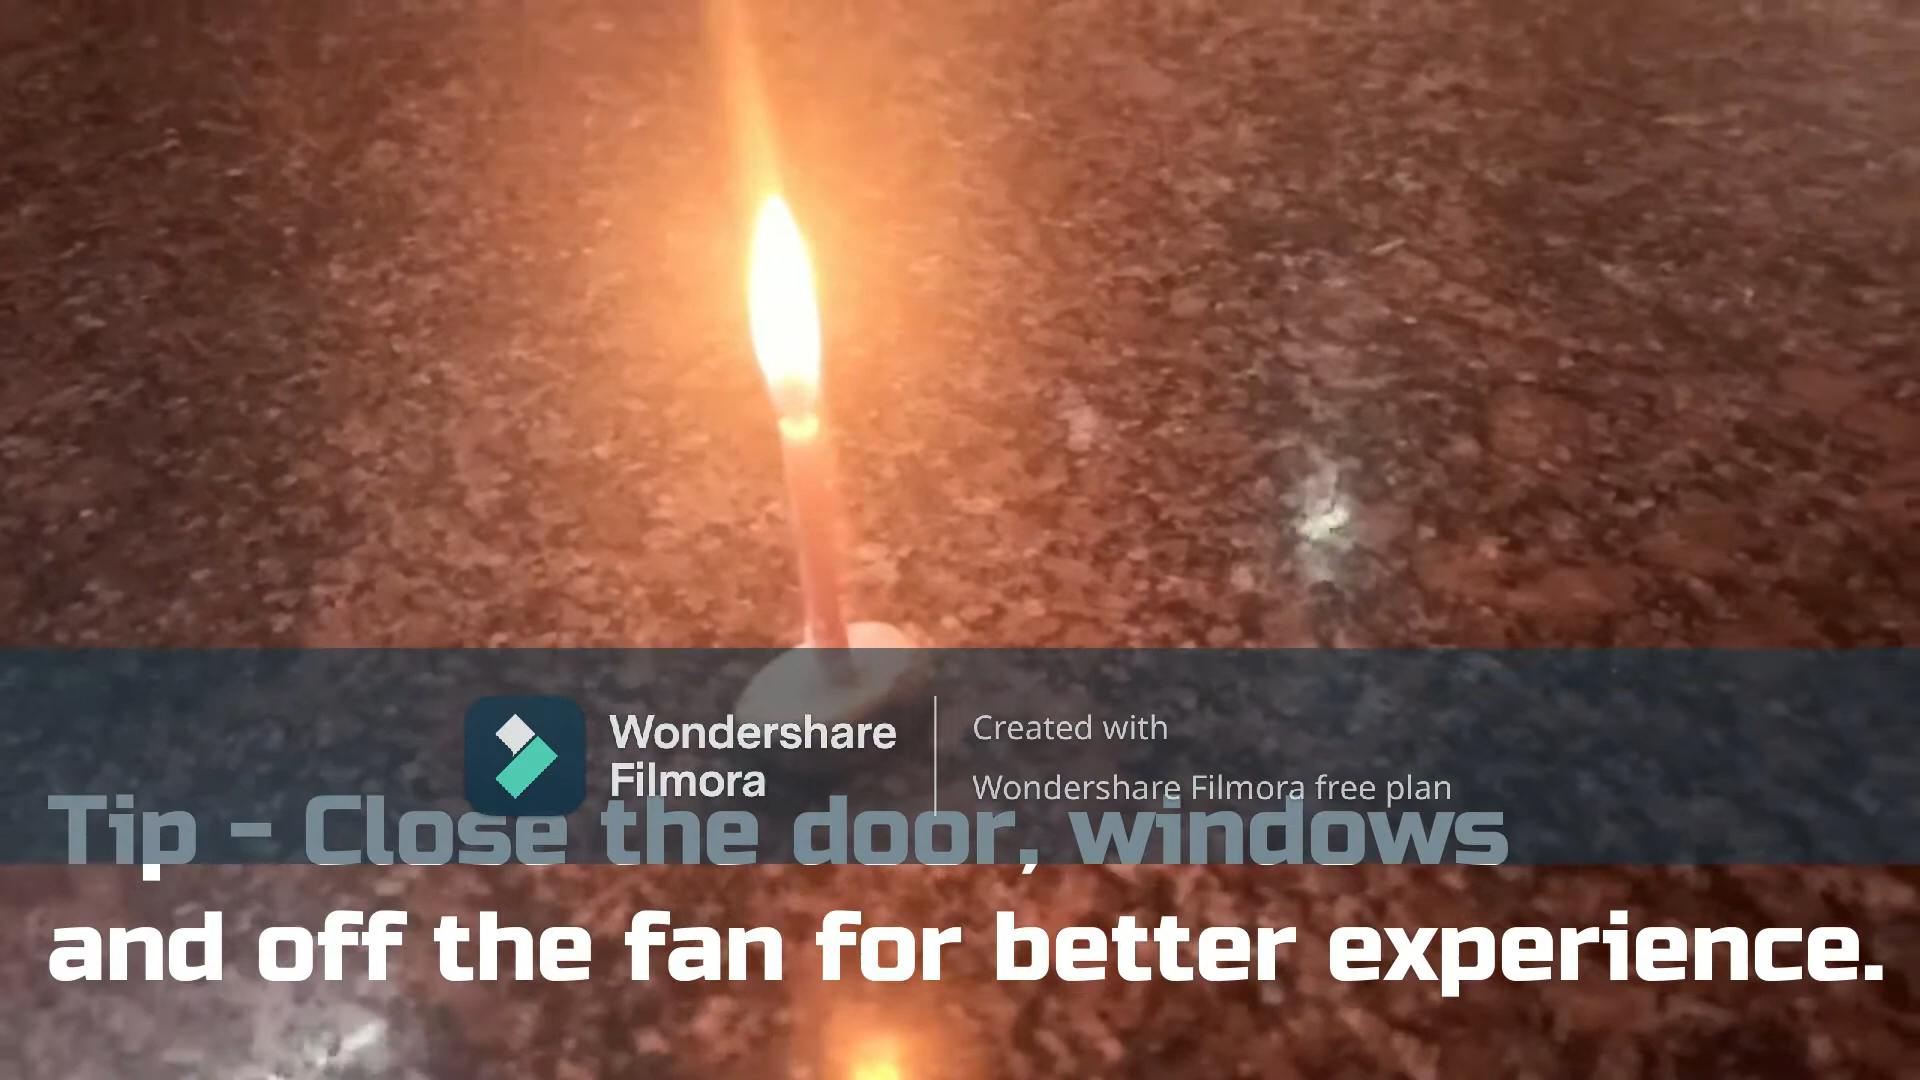 Wondershare
Filmora
Created with
Wondershare Filmora free plan
Tip - Close the door, windows
and off the fan for better experience.